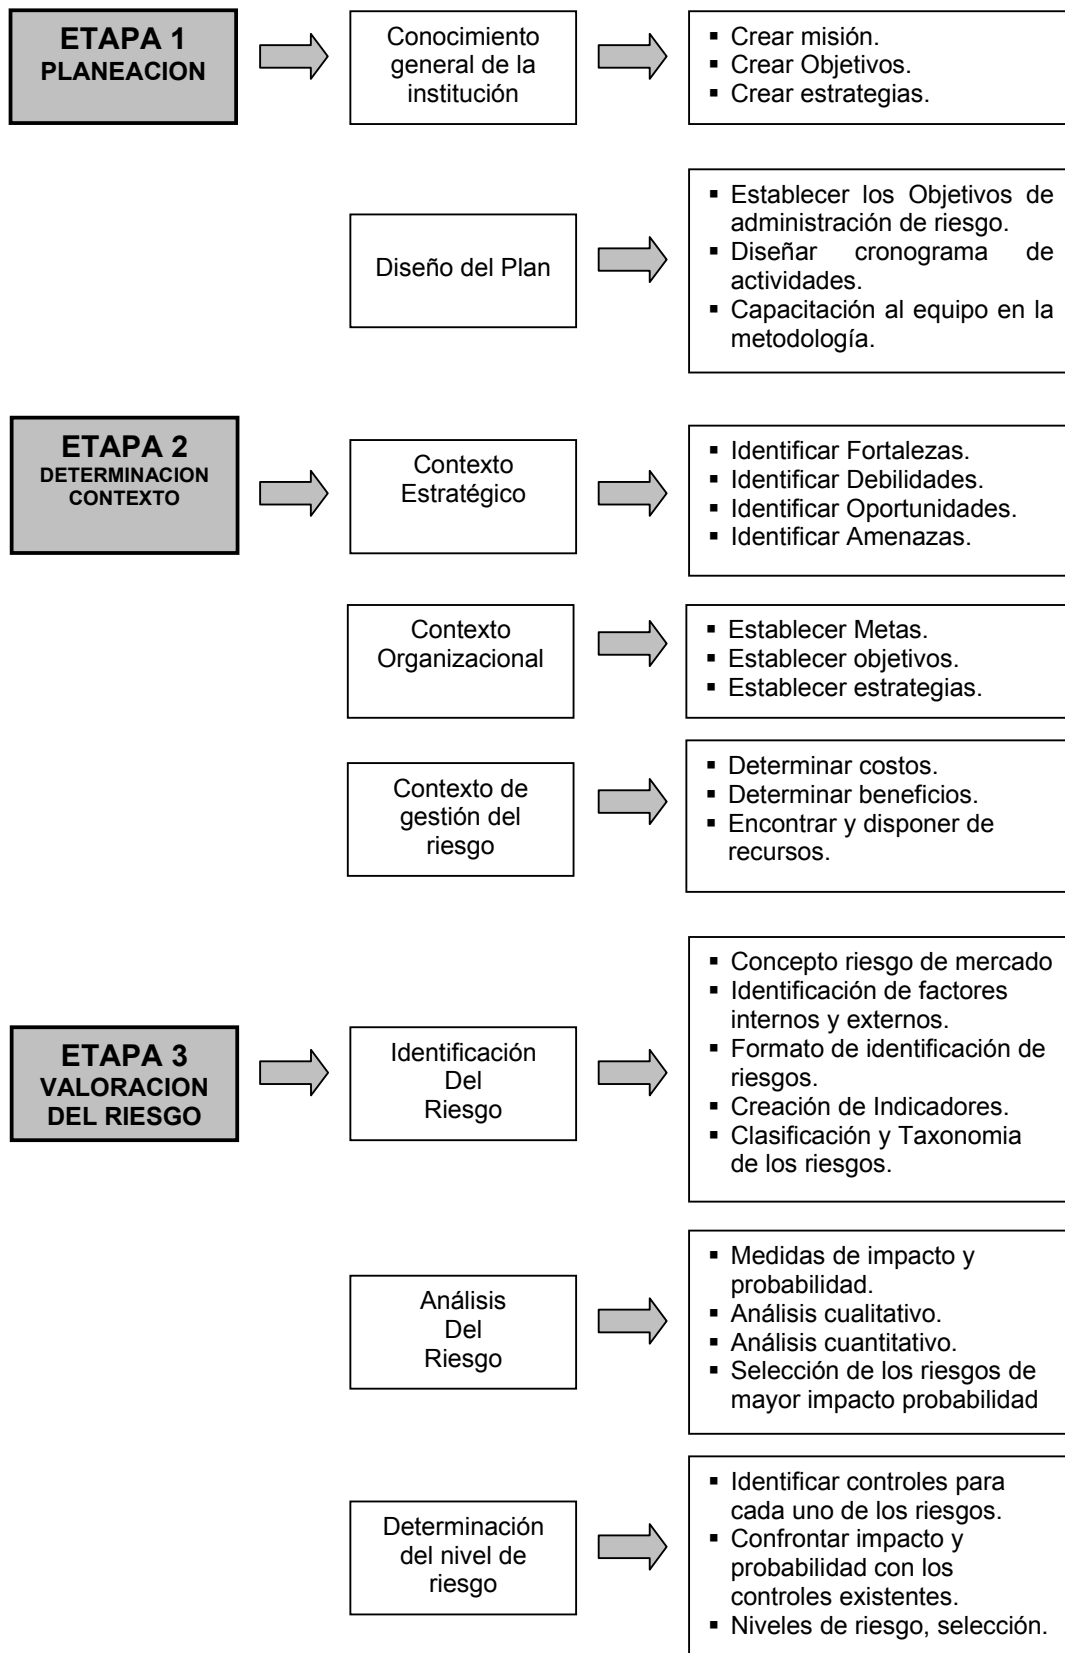 ETAPA 1
PLANEACION
Conocimiento
general de la
institución
▪ Crear misión.
▪ Crear Objetivos.
▪ Crear estrategias.
Diseño del Plan
▪ Establecer los Objetivos de
administración de riesgo.
▪ Diseñar cronograma de
actividades.
▪ Capacitación al equipo en la
metodología.
ETAPA 2
DETERMINACION
CONTEXTO
Contexto
Estratégico
▪ Identificar Fortalezas.
▪ Identificar Debilidades.
▪ Identificar Oportunidades.
▪ Identificar Amenazas.
Contexto
Organizacional
▪ Establecer Metas.
▪ Establecer objetivos.
▪ Establecer estrategias.
Contexto de
gestión del
riesgo
▪ Determinar costos.
▪ Determinar beneficios.
▪ Encontrar y disponer de
recursos.
ETAPA 3
VALORACION
DEL RIESGO
Identificación
Del
Riesgo
▪ Concepto riesgo de mercado
▪ Identificación de factores
internos y externos.
▪ Formato de identificación de
riesgos.
▪ Creación de Indicadores.
▪ Clasificación y Taxonomia
de los riesgos.
Análisis
Del
Riesgo
▪ Medidas de impacto y
probabilidad.
▪ Análisis cualitativo.
▪ Análisis cuantitativo.
▪ Selección de los riesgos de
mayor impacto probabilidad
Determinación
del nivel de
riesgo
▪ Identificar controles para
cada uno de los riesgos.
▪ Confrontar impacto y
probabilidad con los
controles existentes.
▪ Niveles de riesgo, selección.